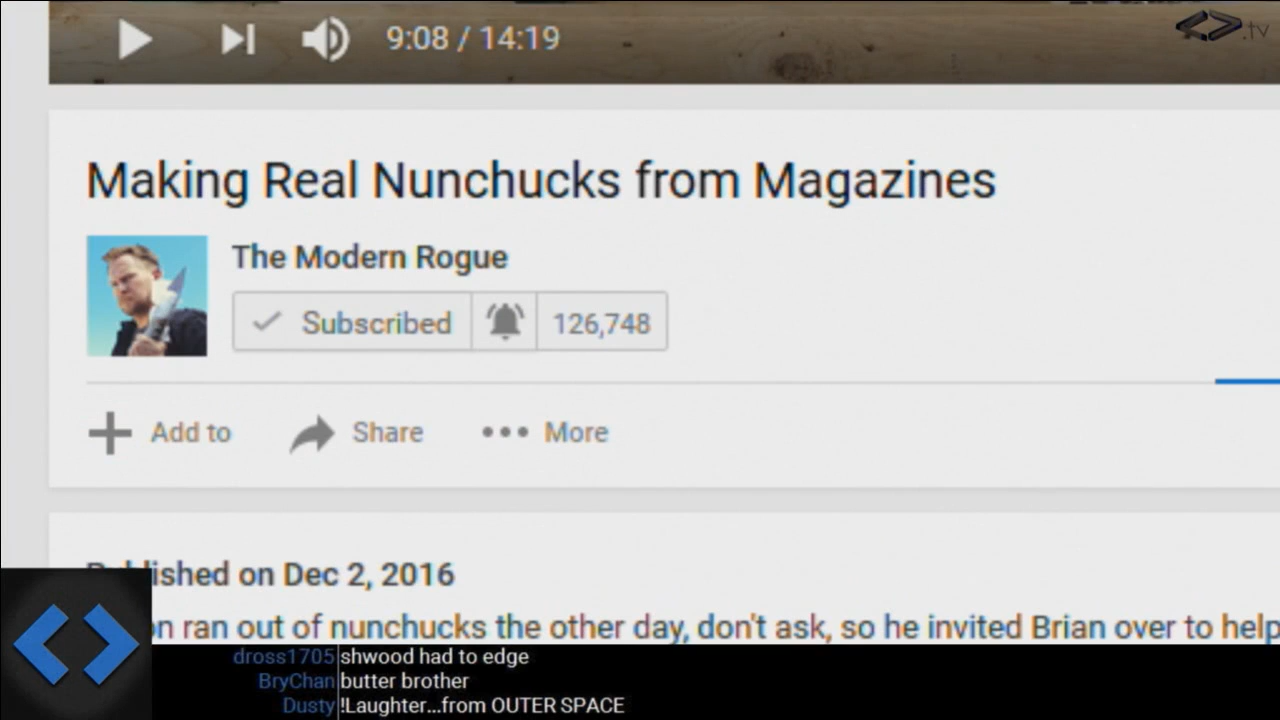 9:08 / 14:19
.tv
Making Real Nunchucks from Magazines
The Modern Rogue
Subscribed 126,748
Add to Share More
lished on Dec 2, 2016
on ran out of nunchucks the other day, don't ask, so he invited Brian over to help
dross1705 shwood had to edge
BryChan butter brother
Dusty !Laughter...from OUTER SPACE